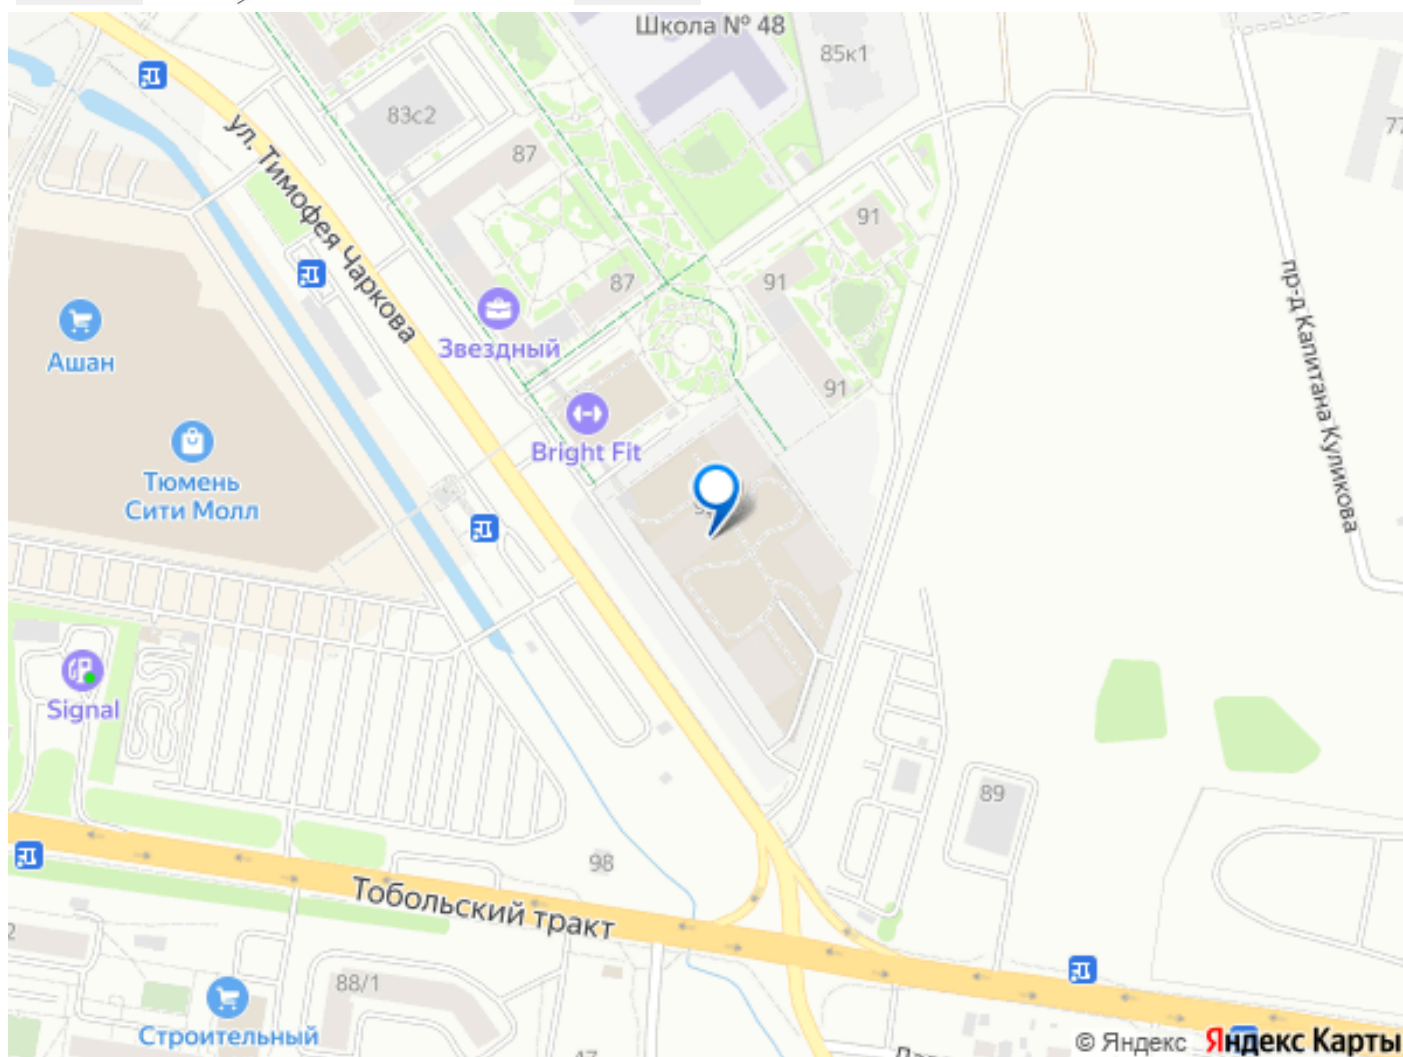 Школа № 48
85к1
83с2
87
ул. Тимофея Чаркова
91
87
91
Ашан
Звездный
91
пр-д Капитана Куликова
Bright Fit
Тюмень
Сити Молл
Signal
89
98
Тобольский тракт
88/1
Строительный
© Яндекс Яндекс Карты